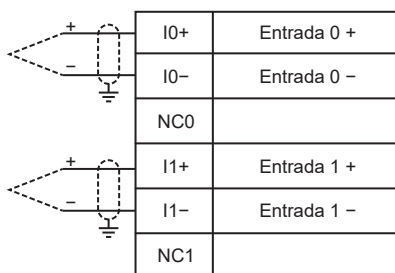 + I0+ Entrada 0 +
− I0− Entrada 0 −
NC0
+ I1+ Entrada 1 +
− I1− Entrada 1 −
NC1